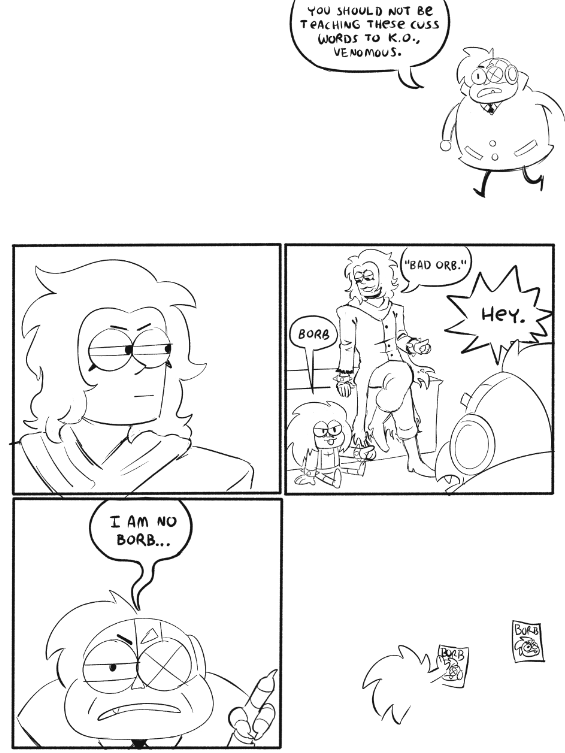 YOU SHOULD NOT BE
TEACHING THESE CUSS
WORDS TO K.O.,
VENOMOUS.
"BAD ORB."
HEY.
BORB
I AM NO
BORB...
BORB
BORB